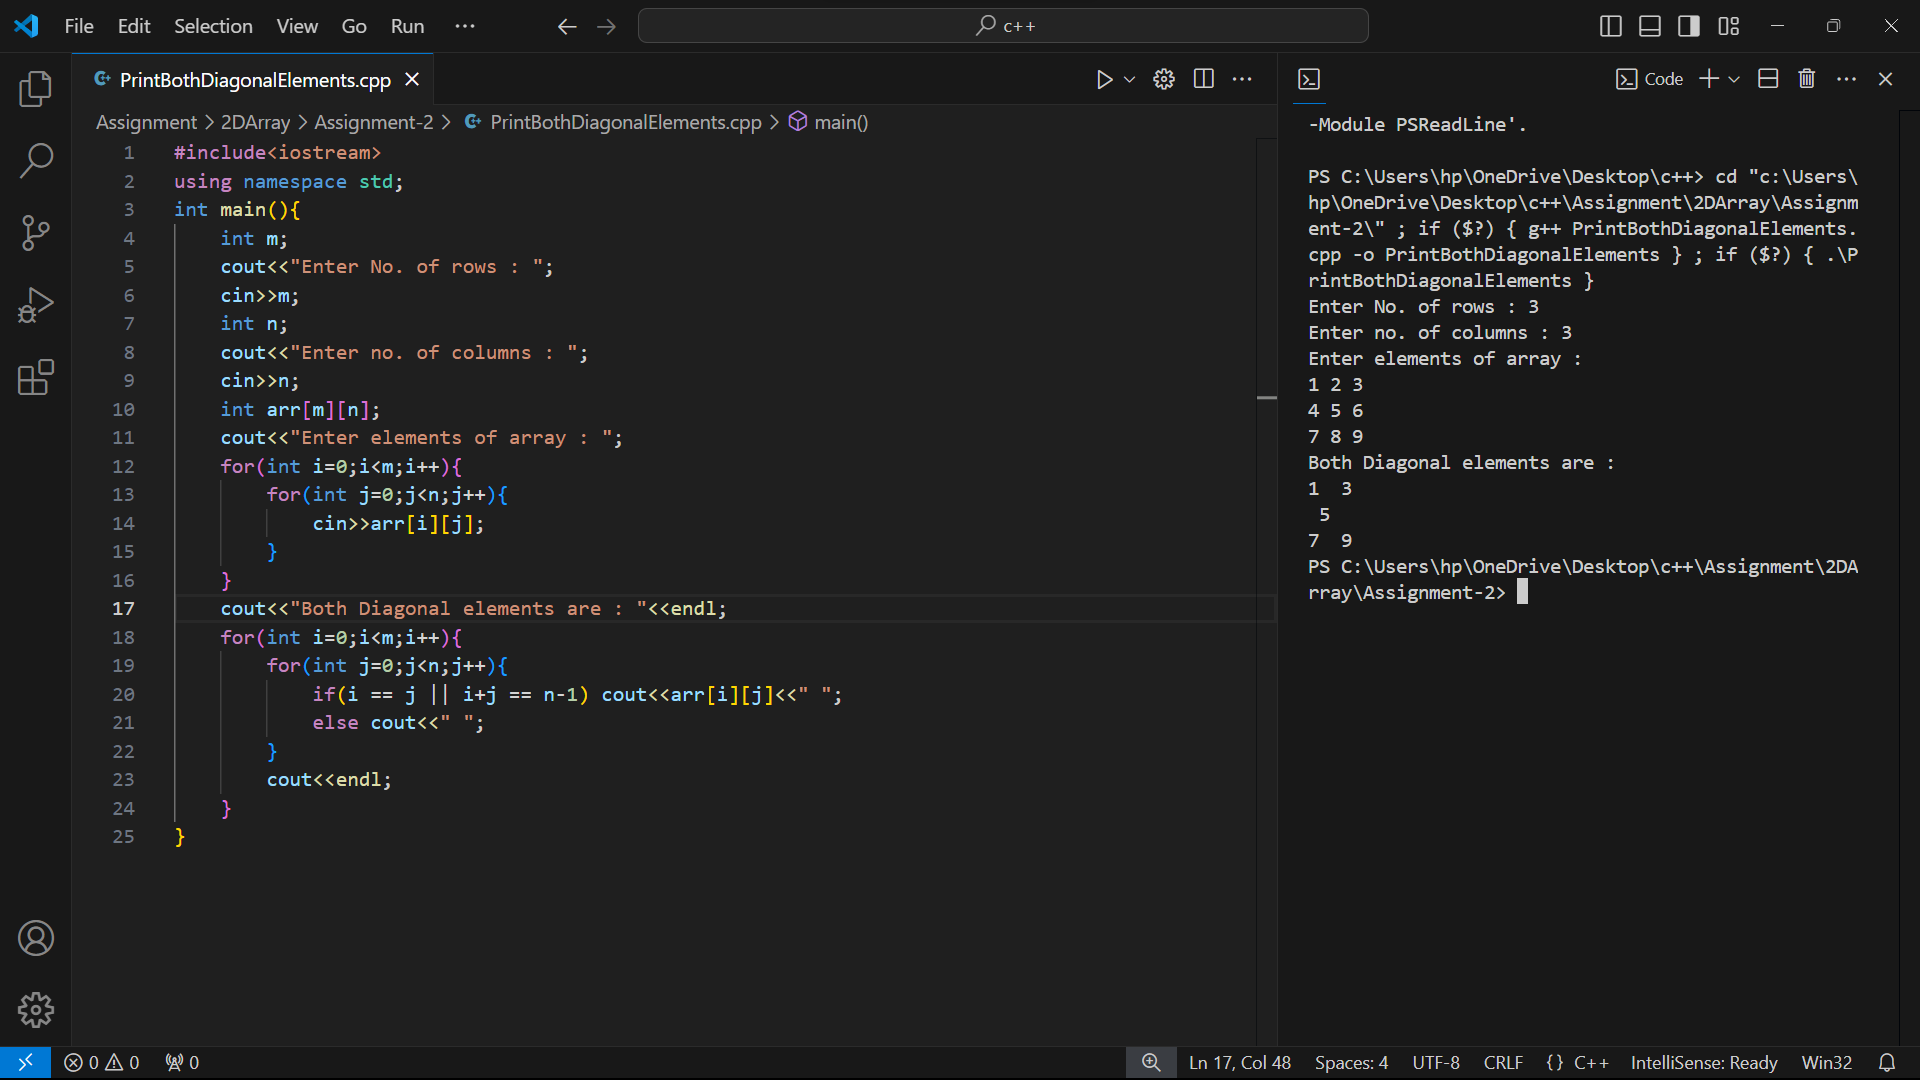 File Edit Selection View Go Run ··· c++
PrintBothDiagonalElements.cpp
Assignment > 2DArray > Assignment-2 > PrintBothDiagonalElements.cpp > main()
1 #include<iostream>
2 using namespace std;
3 int main(){
4 int m;
5 cout<<"Enter No. of rows : ";
6 cin>>m;
7 int n;
8 cout<<"Enter no. of columns : ";
9 cin>>n;
10 int arr[m][n];
11 cout<<"Enter elements of array : ";
12 for(int i=0;i<m;i++){
13 for(int j=0;j<n;j++){
14 cin>>arr[i][j];
15 }
16 }
17 cout<<"Both Diagonal elements are : "<<endl;
18 for(int i=0;i<m;i++){
19 for(int j=0;j<n;j++){
20 if(i == j || i+j == n-1) cout<<arr[i][j]<<" ";
21 else cout<<" ";
22 }
23 cout<<endl;
24 }
25 }
Code
-Module PSReadLine'.
PS C:\Users\hp\OneDrive\Desktop\c++> cd "c:\Users\
hp\OneDrive\Desktop\c++\Assignment\2DArray\Assignm
ent-2\" ; if ($?) { g++ PrintBothDiagonalElements.
cpp -o PrintBothDiagonalElements } ; if ($?) { .\P
rintBothDiagonalElements }
Enter No. of rows : 3
Enter no. of columns : 3
Enter elements of array :
1 2 3
4 5 6
7 8 9
Both Diagonal elements are :
1  3
 5
7  9
PS C:\Users\hp\OneDrive\Desktop\c++\Assignment\2DA
rray\Assignment-2>
0 0 0 Ln 17, Col 48 Spaces: 4 UTF-8 CRLF {} C++ IntelliSense: Ready Win32